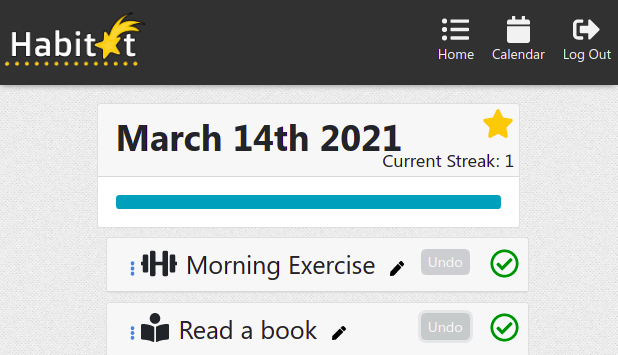 Habit t
Home Calendar Log Out
March 14th 2021
Current Streak: 1
Morning Exercise Undo
Read a book Undo